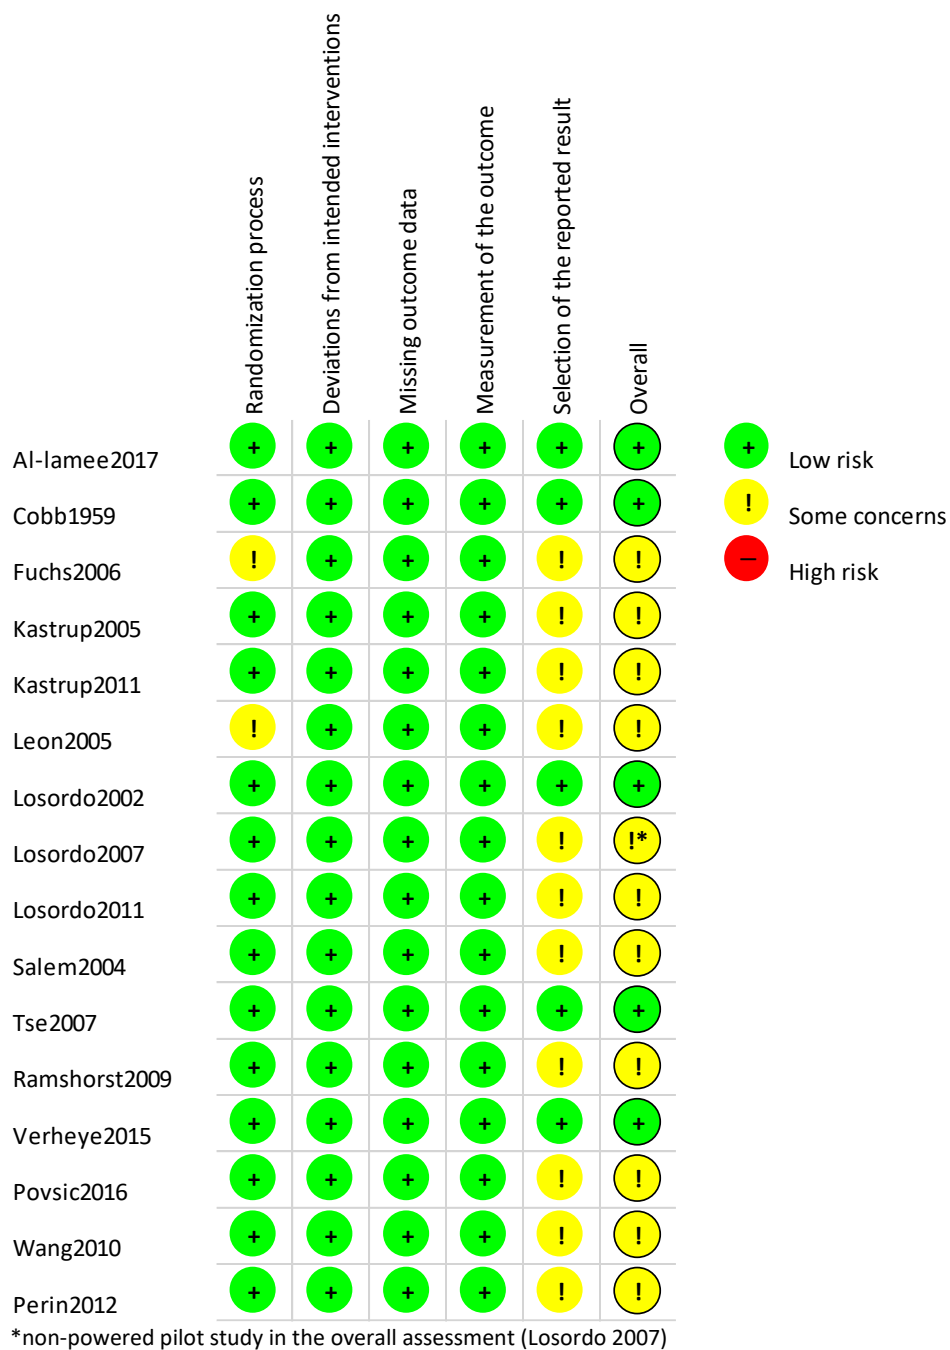 Randomization process
Deviations from intended interventions
Missing outcome data
Measurement of the outcome
Selection of the reported result
Overall
Al-lamee2017 + + + + + + + Low risk
Cobb1959 + + + + + + ! Some concerns
Fuchs2006 ! + + + ! ! − High risk
Kastrup2005 + + + + ! !
Kastrup2011 + + + + ! !
Leon2005 ! + + + ! !
Losordo2002 + + + + + +
Losordo2007 + + + + ! !*
Losordo2011 + + + + ! !
Salem2004 + + + + ! !
Tse2007 + + + + + +
Ramshorst2009 + + + + ! !
Verheye2015 + + + + + +
Povsic2016 + + + + ! !
Wang2010 + + + + ! !
Perin2012 + + + + ! !
*non-powered pilot study in the overall assessment (Losordo 2007)